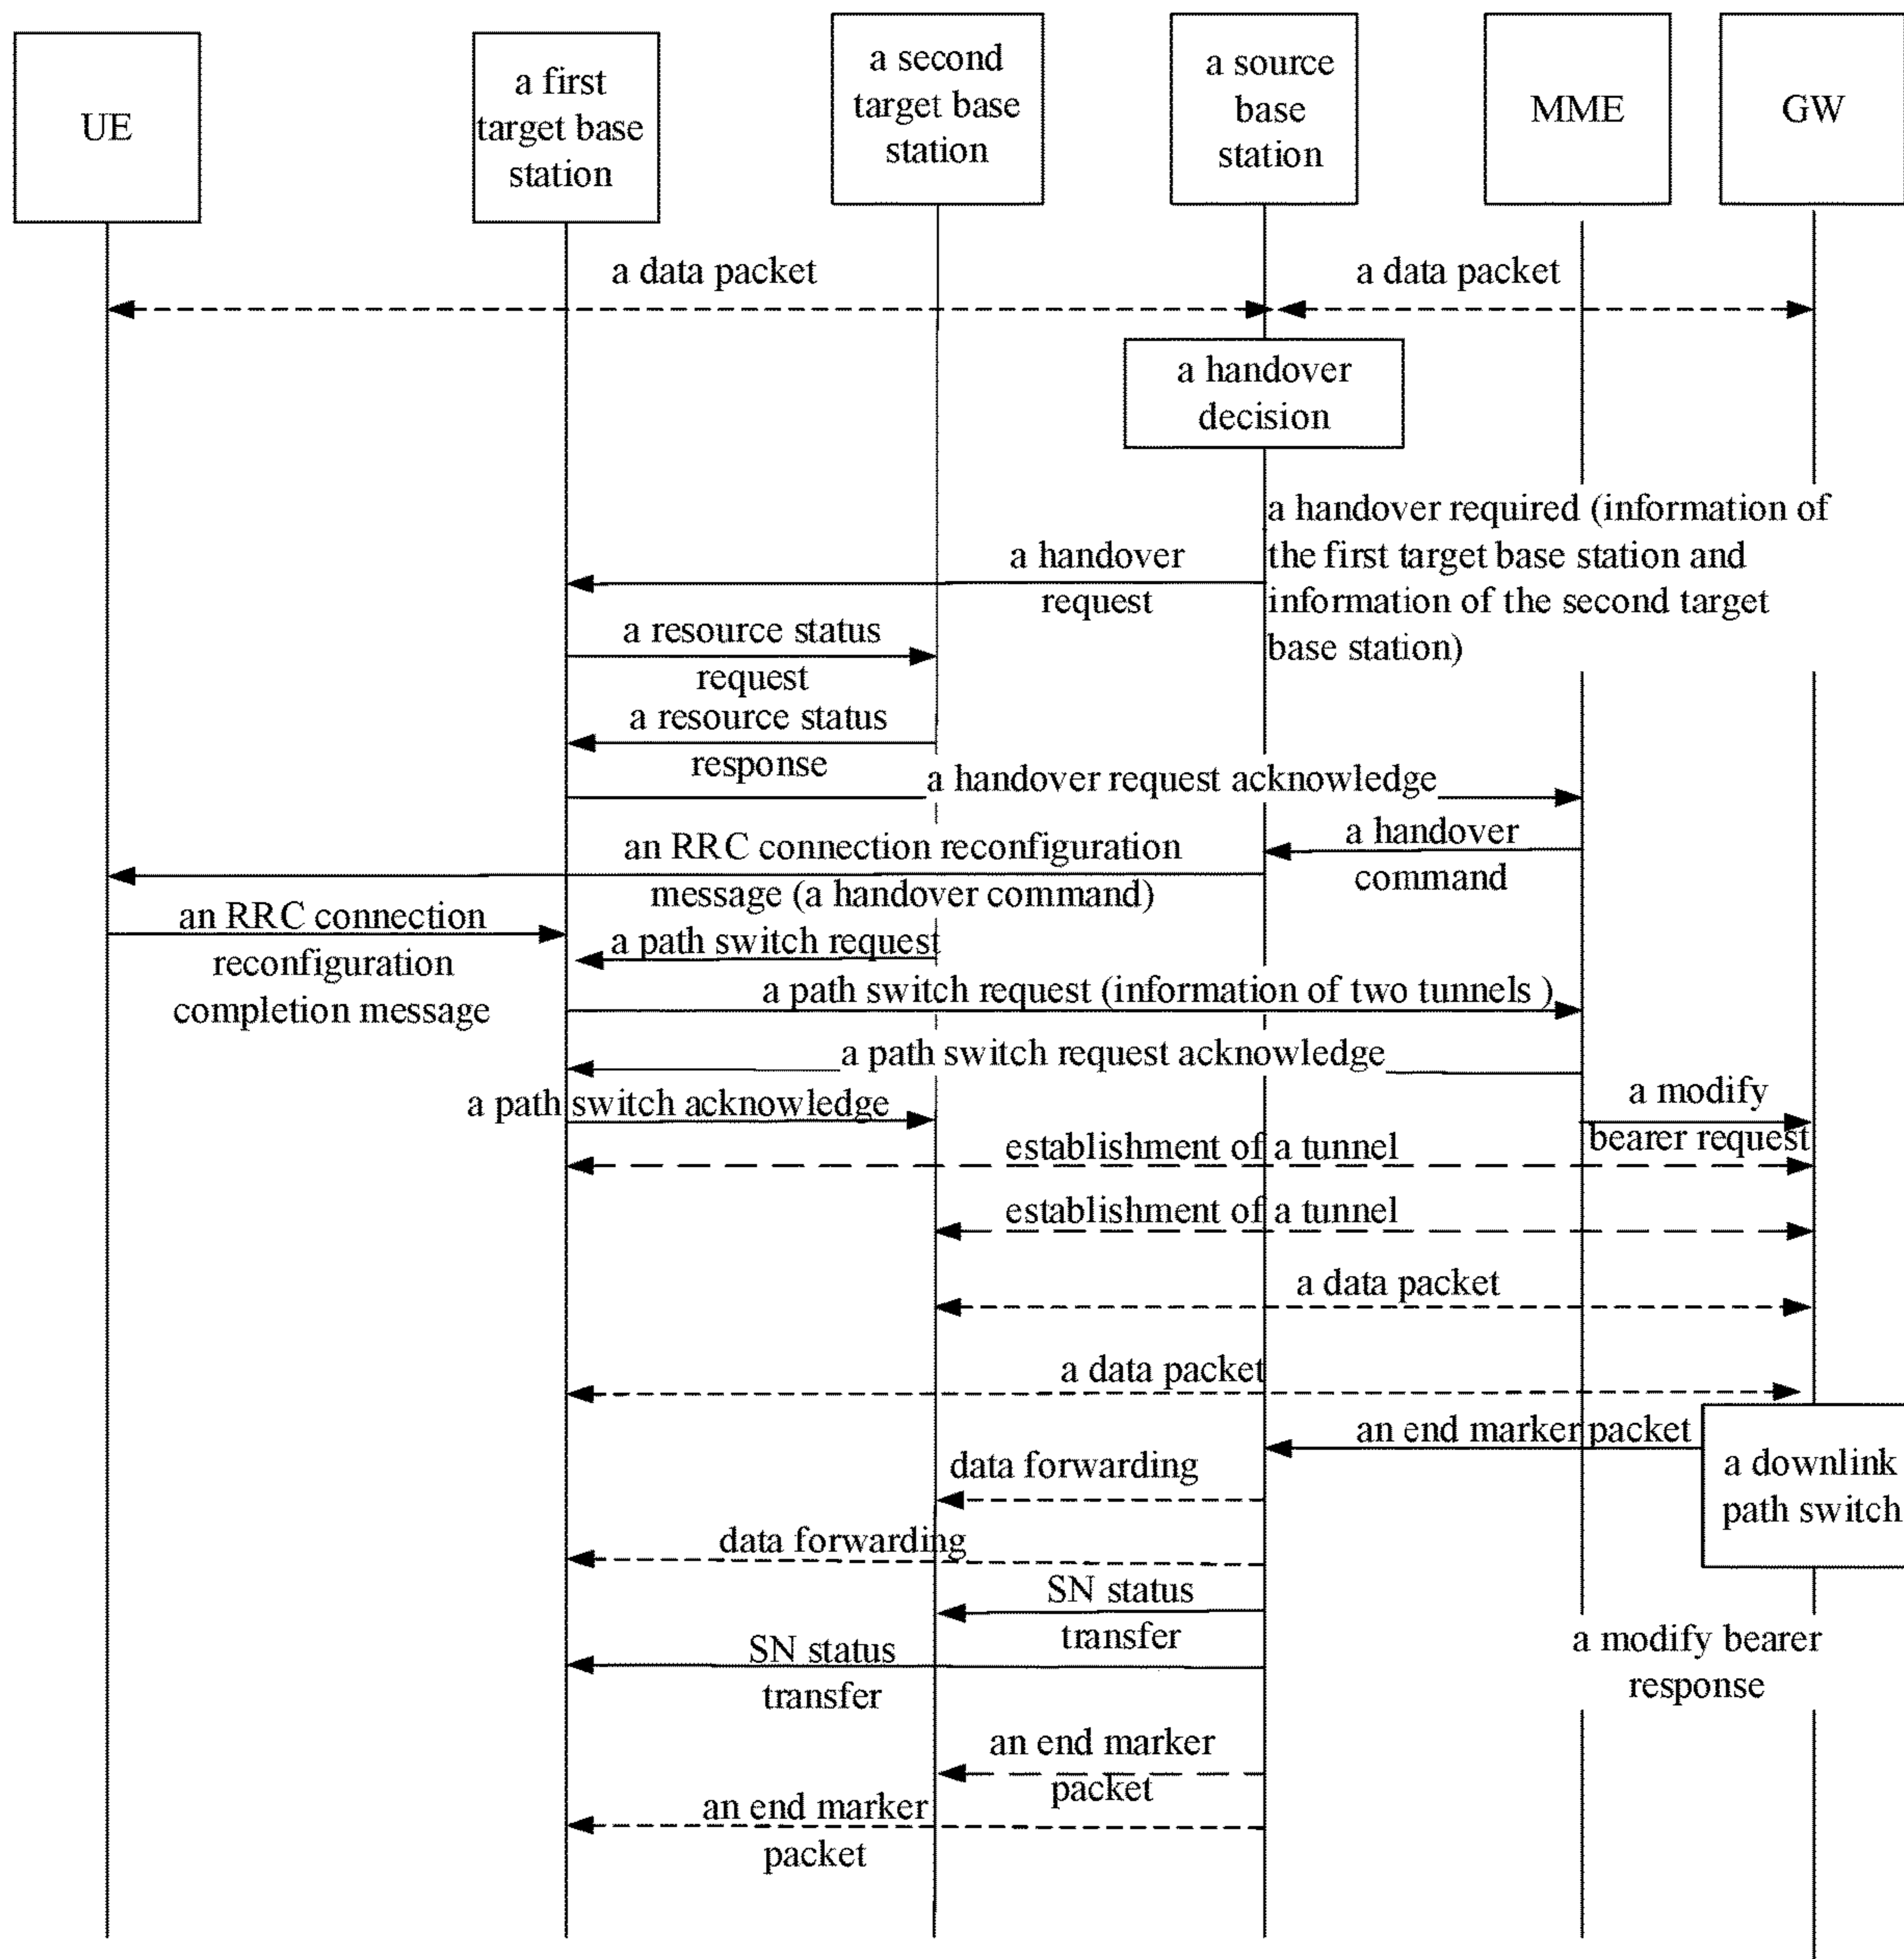 UE
a first
target base
station
a second
target base
station
a source
base
station
MME
GW
a data packet
a data packet
a handover
decision
a handover required (information of
the first target base station and
information of the second target
base station)
a handover
request
a resource status
request
a resource status
response
a handover request acknowledge
a handover
command
an RRC connection reconfiguration
message (a handover command)
an RRC connection
reconfiguration
completion message
a path switch request
a path switch request (information of two tunnels )
a path switch request acknowledge
a path switch acknowledge
a modify
bearer request
establishment of a tunnel
establishment of a tunnel
a data packet
a data packet
an end marker packet
a downlink
path switch
data forwarding
data forwarding
SN status
transfer
SN status
transfer
a modify bearer
response
an end marker
packet
an end marker
packet